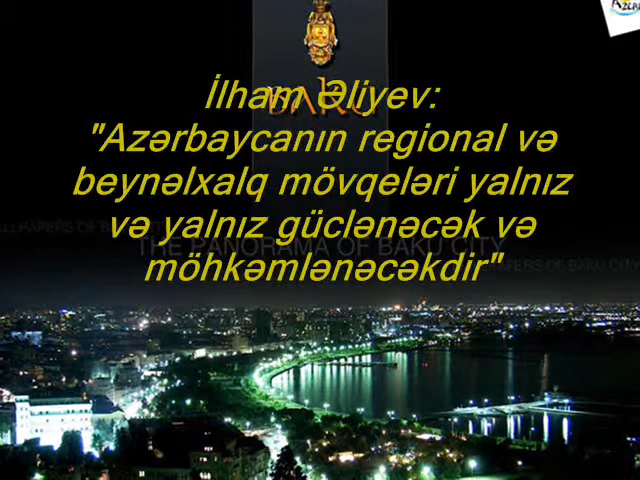 BAKU
İlham Əliyev:
"Azərbaycanın regional və
beynəlxalq mövqeləri yalnız
və yalnız güclənəcək və
THE PANORAMA OF BAKU CITY
möhkəmlənəcəkdir"